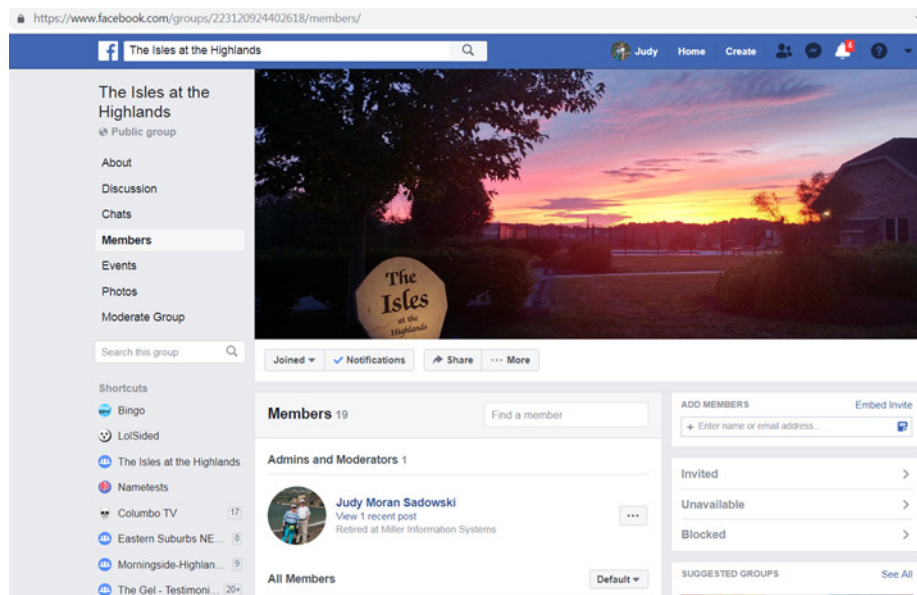 https://www.facebook.com/groups/223120924402618/members/
The Isles at the Highlands
Judy
Home
Create
4
The Isles at the
Highlands
Public group
About
Discussion
Chats
Members
Events
Photos
Moderate Group
Search this group
Shortcuts
Bingo
LolSided
The Isles at the Highlands
Nametests
Columbo TV 17
Eastern Suburbs NE... 8
Morningside-Highlan... 9
The Gel - Testimoni... 20+
The
Isles
at the
Highlands
Joined
Notifications
Share
More
Members 19
Find a member
Admins and Moderators 1
Judy Moran Sadowski
View 1 recent post
Retired at Miller Information Systems
All Members
Default
ADD MEMBERS
Embed Invite
+ Enter name or email address...
Invited
Unavailable
Blocked
SUGGESTED GROUPS
See All